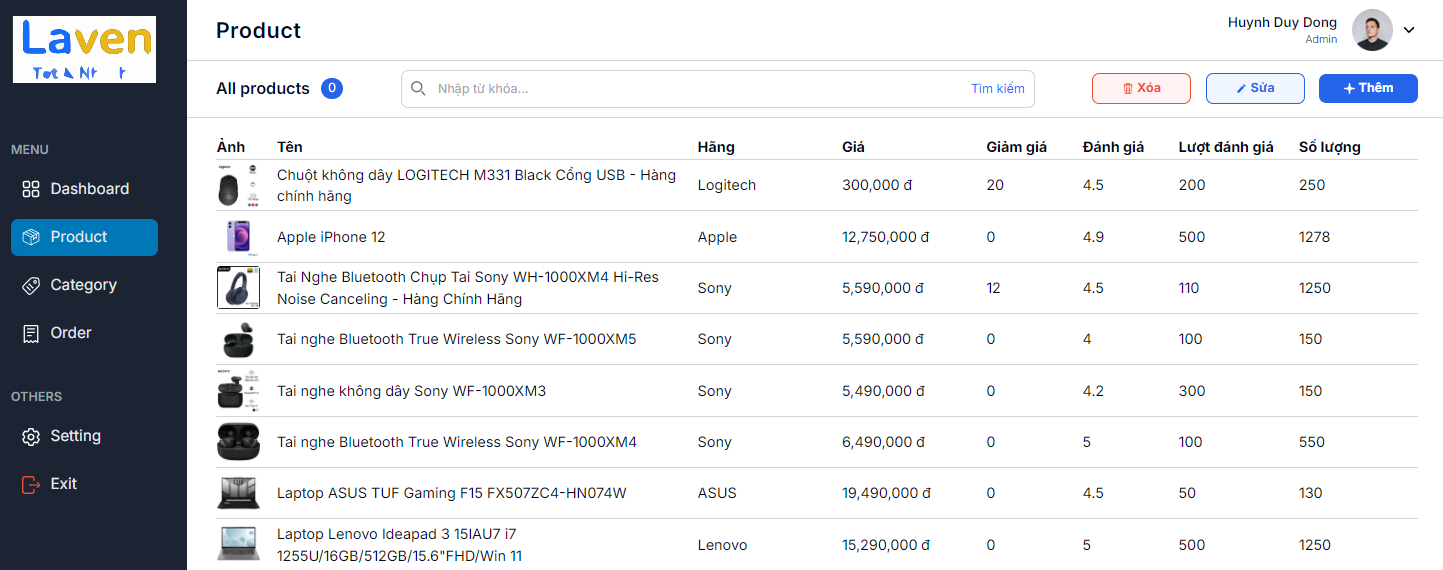 Laven
Product
Huynh Duy Dong
Admin
All products 0
Nhập từ khóa...
Tìm kiếm
Xóa
Sửa
Thêm
MENU
Dashboard
Product
Category
Order
OTHERS
Setting
Exit
Ảnh Tên Hãng Giá Giảm giá Đánh giá Lượt đánh giá Số lượng
Chuột không dây LOGITECH M331 Black Cổng USB - Hàng
chính hãng
Logitech 300,000 đ 20 4.5 200 250
Apple iPhone 12 Apple 12,750,000 đ 0 4.9 500 1278
Tai Nghe Bluetooth Chụp Tai Sony WH-1000XM4 Hi-Res
Noise Canceling - Hàng Chính Hãng
Sony 5,590,000 đ 12 4.5 110 1250
Tai nghe Bluetooth True Wireless Sony WF-1000XM5 Sony 5,590,000 đ 0 4 100 150
Tai nghe không dây Sony WF-1000XM3 Sony 5,490,000 đ 0 4.2 300 150
Tai nghe Bluetooth True Wireless Sony WF-1000XM4 Sony 6,490,000 đ 0 5 100 550
Laptop ASUS TUF Gaming F15 FX507ZC4-HN074W ASUS 19,490,000 đ 0 4.5 50 130
Laptop Lenovo Ideapad 3 15IAU7 i7
1255U/16GB/512GB/15.6"FHD/Win 11
Lenovo 15,290,000 đ 0 5 500 1250